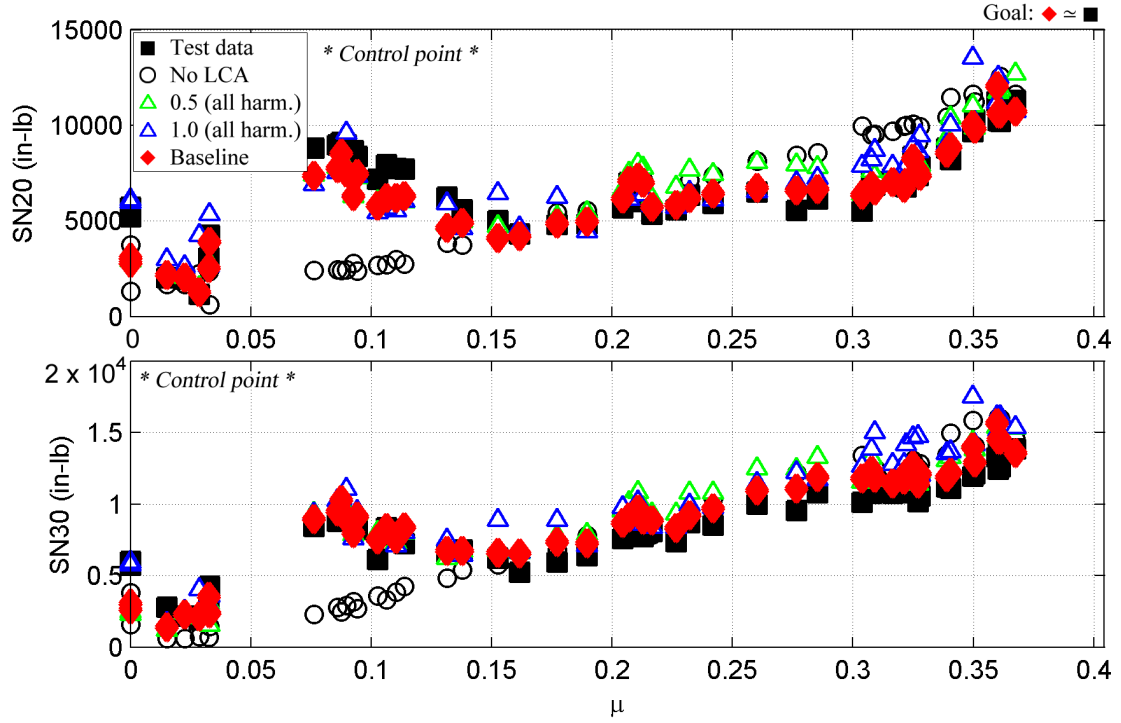 Goal: ♦ ≃ ■
15000
10000
5000
0
SN20 (in-lb)
* Control point *
Test data
No LCA
0.5 (all harm.)
1.0 (all harm.)
Baseline
0 0.05 0.1 0.15 0.2 0.25 0.3 0.35 0.4
2 x 10⁴
1.5
1
0.5
0
SN30 (in-lb)
* Control point *
0 0.05 0.1 0.15 0.2 0.25 0.3 0.35 0.4
μ